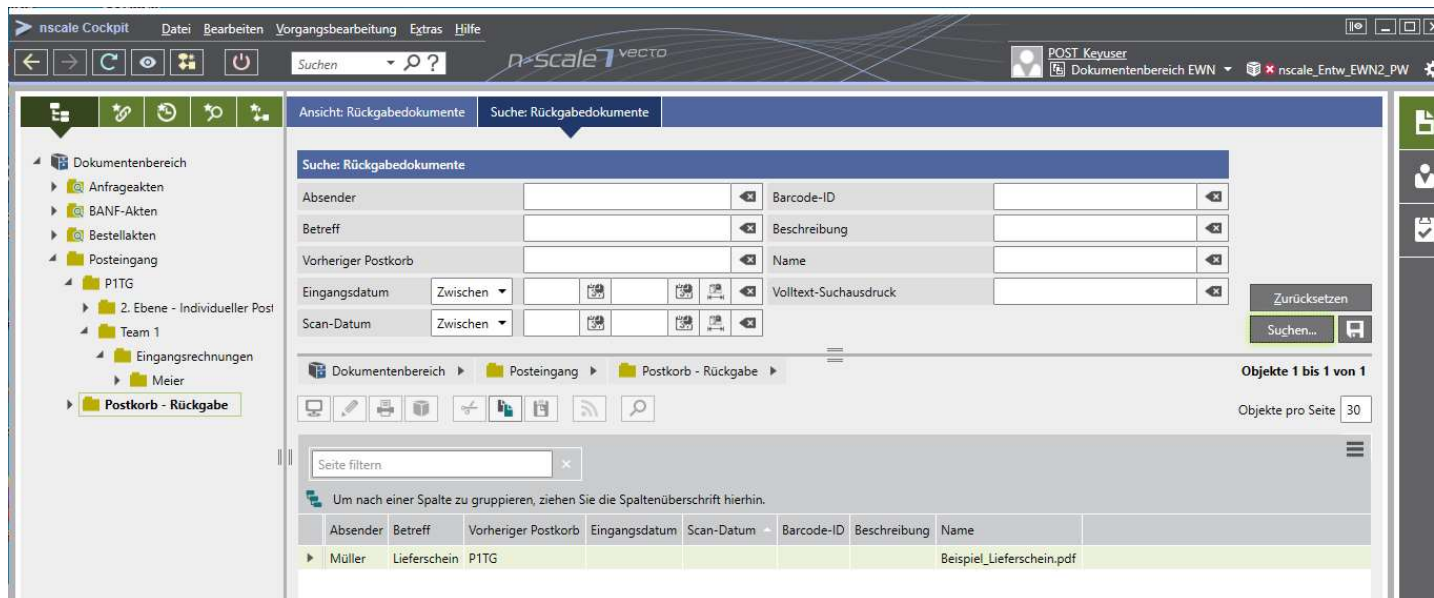 nscale Cockpit Datei Bearbeiten Vorgangsbearbeitung Extras Hilfe
Suchen ? n-scale 7 vecto POST Keyuser
Dokumentenbereich EWN nscale_Entw_EWN2_PW
Ansicht: Rückgabedokumente Suche: Rückgabedokumente
Dokumentenbereich
Anfrageakten
BANF-Akten
Bestellakten
Posteingang
P1TG
2. Ebene - Individueller Post
Team 1
Eingangsrechnungen
Meier
Postkorb - Rückgabe
Suche: Rückgabedokumente
Absender Barcode-ID
Betreff Beschreibung
Vorheriger Postkorb Name
Eingangsdatum Zwischen Volltext-Suchausdruck
Scan-Datum Zwischen
Zurücksetzen
Suchen...
Dokumentenbereich Posteingang Postkorb - Rückgabe Objekte 1 bis 1 von 1
Objekte pro Seite 30
Seite filtern
Um nach einer Spalte zu gruppieren, ziehen Sie die Spaltenüberschrift hierhin.
Absender Betreff Vorheriger Postkorb Eingangsdatum Scan-Datum Barcode-ID Beschreibung Name
Müller Lieferschein P1TG Beispiel_Lieferschein.pdf